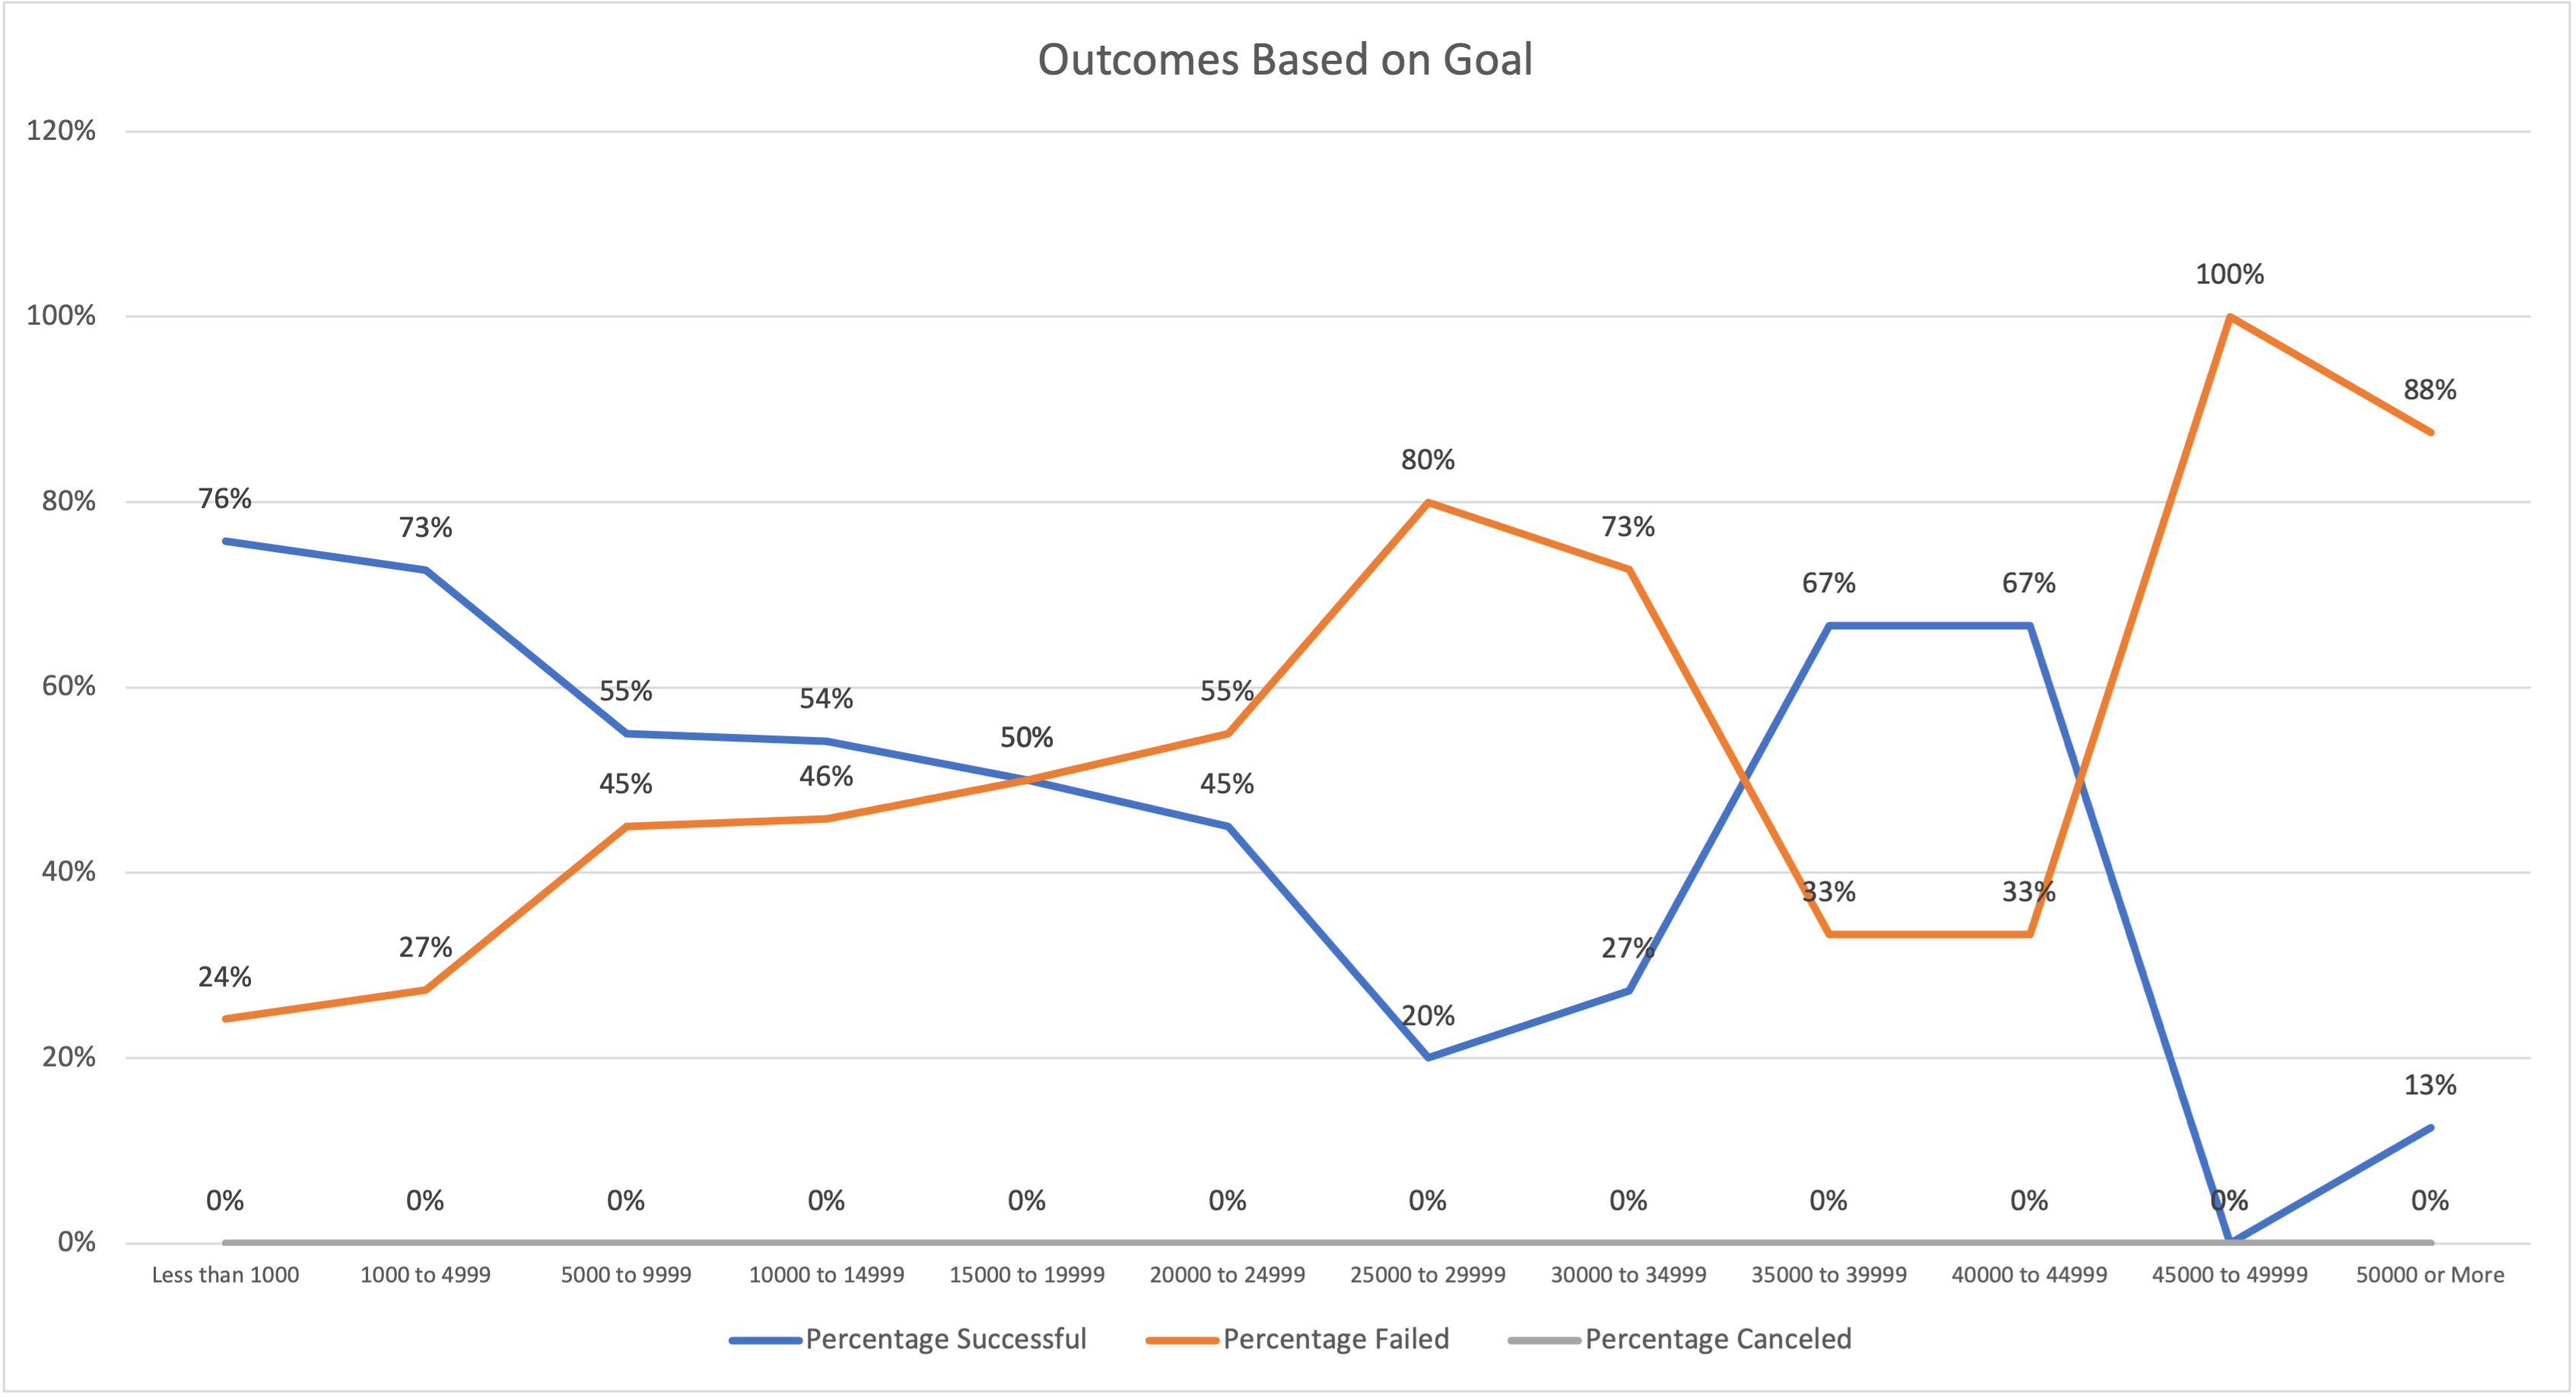 Outcomes Based on Goal
120%
100%
80%
60%
40%
20%
0%
100%
88%
80%
76%
73%
73%
67%
67%
55%
54%
55%
50%
45%
46%
45%
33%
33%
24%
27%
27%
20%
13%
0%
0%
0%
0%
0%
0%
0%
0%
0%
0%
0%
0%
Less than 1000
1000 to 4999
5000 to 9999
10000 to 14999
15000 to 19999
20000 to 24999
25000 to 29999
30000 to 34999
35000 to 39999
40000 to 44999
45000 to 49999
50000 or More
Percentage Successful
Percentage Failed
Percentage Canceled